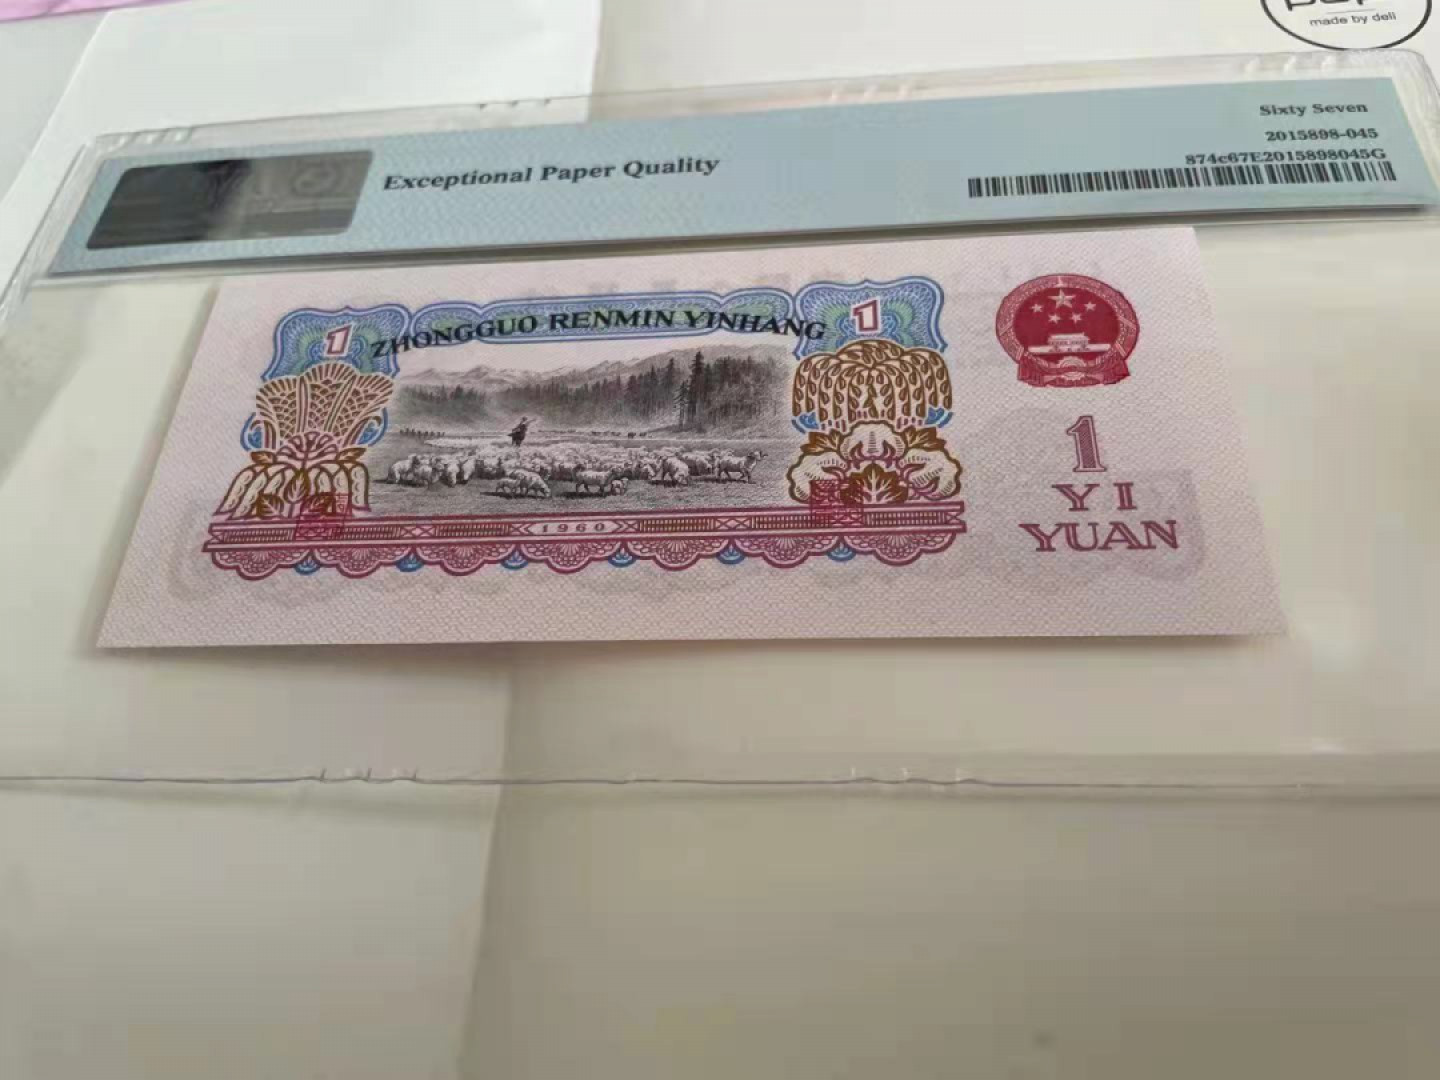 made by deli
Sixty Seven
2015898-045
874c67E2015898045G
Exceptional Paper Quality
1 ZHONGGUO RENMIN YINHANG 1
1
YI
YUAN
1960